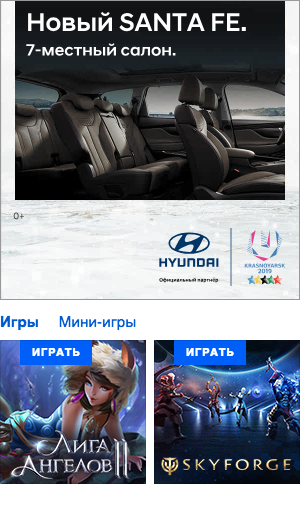 Новый SANTA FE.
7-местный салон.
0+
HYUNDAI
Официальный партнёр
KRASNOYARSK
2019
Игры Мини-игры
ИГРАТЬ
ИГРАТЬ
ЛИГА
АНГЕЛОВ II
SKYFORGE